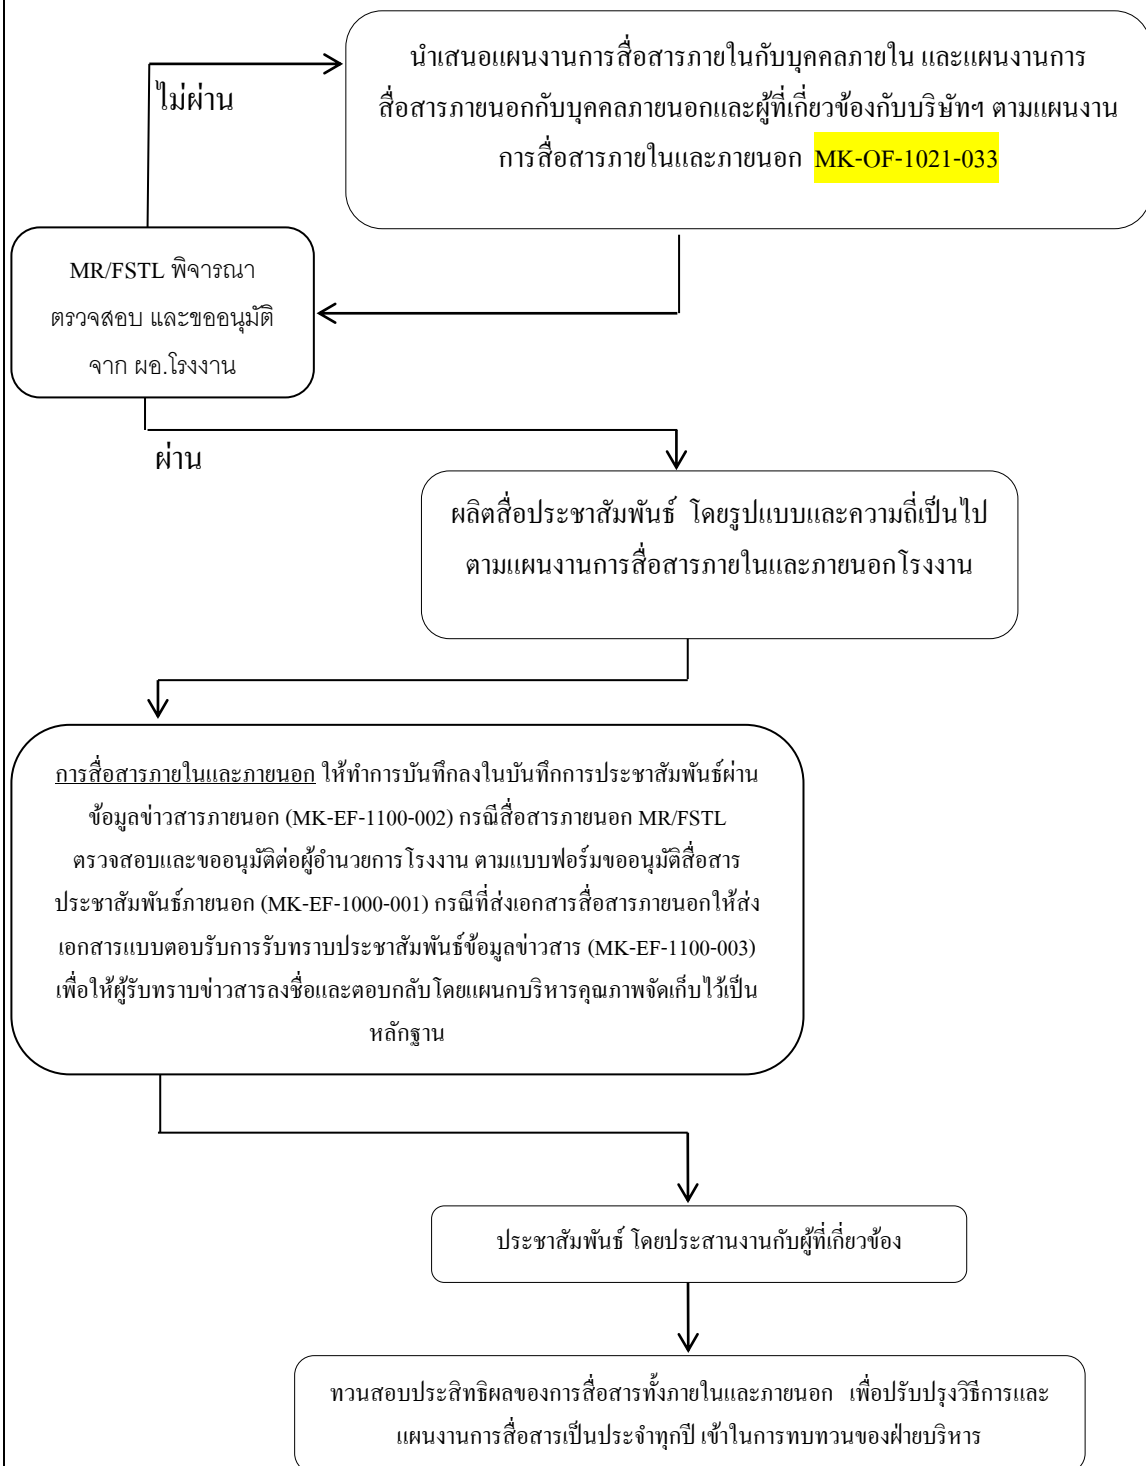 นำเสนอแผนงานการสื่อสารภายในกับบุคคลภายใน และแผนงานการ
สื่อสารภายนอกกับบุคคลภายนอกและผู้ที่เกี่ยวข้องกับบริษัทฯ ตามแผนงาน
การสื่อสารภายในและภายนอก MK-OF-1021-033
ไม่ผ่าน
MR/FSTL พิจารณา
ตรวจสอบ และขออนุมัติ
จาก ผอ.โรงงาน
ผ่าน
ผลิตสื่อประชาสัมพันธ์ โดยรูปแบบและความถี่เป็นไป
ตามแผนงานการสื่อสารภายในและภายนอกโรงงาน
การสื่อสารภายในและภายนอก ให้ทำการบันทึกลงในบันทึกการประชาสัมพันธ์ผ่าน
ข้อมูลข่าวสารภายนอก (MK-EF-1100-002) กรณีสื่อสารภายนอก MR/FSTL
ตรวจสอบและขออนุมัติต่อผู้อำนวยการโรงงาน ตามแบบฟอร์มขออนุมัติสื่อสาร
ประชาสัมพันธ์ภายนอก (MK-EF-1000-001) กรณีที่ส่งเอกสารสื่อสารภายนอกให้ส่ง
เอกสารแบบตอบรับการรับทราบประชาสัมพันธ์ข้อมูลข่าวสาร (MK-EF-1100-003)
เพื่อให้ผู้รับทราบข่าวสารลงชื่อและตอบกลับโดยแผนกบริหารคุณภาพจัดเก็บไว้เป็น
หลักฐาน
ประชาสัมพันธ์ โดยประสานงานกับผู้ที่เกี่ยวข้อง
ทวนสอบประสิทธิผลของการสื่อสารทั้งภายในและภายนอก เพื่อปรับปรุงวิธีการและ
แผนงานการสื่อสารเป็นประจำทุกปี เข้าในการทบทวนของฝ่ายบริหาร